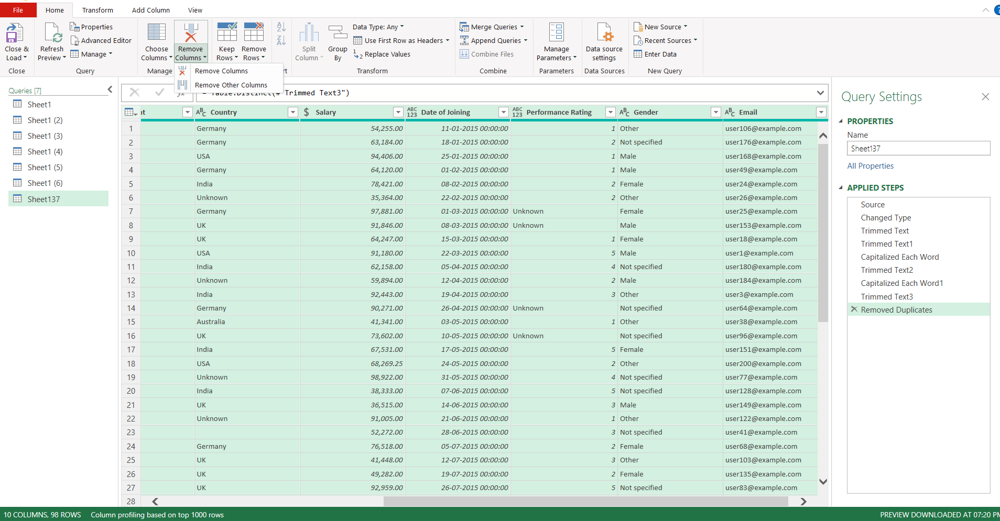 File Home Transform Add Column View
Close & Load
Close
Refresh Preview
Properties
Advanced Editor
Manage
Query
Choose Columns
Remove Columns
Manage
Remove Columns
Remove Other Columns
Keep Rows
Remove Rows
rt
Split Column
Group By
Data Type: Any
Use First Row as Headers
Replace Values
Transform
Merge Queries
Append Queries
Combine Files
Combine
Manage Parameters
Parameters
Data source settings
Data Sources
New Source
Recent Sources
Enter Data
New Query
Queries [7]
Sheet1
Sheet1 (2)
Sheet1 (3)
Sheet1 (4)
Sheet1 (5)
Sheet1 (6)
Sheet137
Trimmed Text3")
nt Country Salary Date of Joining Performance Rating Gender Email
1 Germany 54,255.00 11-01-2015 00:00:00 1 Other user106@example.com
2 Germany 63,184.00 18-01-2015 00:00:00 2 Not specified user176@example.com
3 USA 94,406.00 25-01-2015 00:00:00 1 Male user168@example.com
4 Germany 64,120.00 01-02-2015 00:00:00 1 Male user49@example.com
5 India 78,421.00 08-02-2015 00:00:00 2 Female user24@example.com
6 Unknown 35,364.00 22-02-2015 00:00:00 2 Other user26@example.com
7 Germany 97,881.00 01-03-2015 00:00:00 Unknown Female user25@example.com
8 UK 91,846.00 08-03-2015 00:00:00 Unknown Male user153@example.com
9 UK 64,247.00 15-03-2015 00:00:00 1 Female user18@example.com
10 USA 91,180.00 22-03-2015 00:00:00 5 Male user1@example.com
11 India 62,158.00 05-04-2015 00:00:00 4 Not specified user180@example.com
12 Unknown 59,894.00 12-04-2015 00:00:00 2 Male user184@example.com
13 India 92,443.00 19-04-2015 00:00:00 3 Other user3@example.com
14 Germany 90,271.00 26-04-2015 00:00:00 Unknown Not specified user64@example.com
15 Australia 41,341.00 03-05-2015 00:00:00 1 Other user38@example.com
16 UK 73,602.00 10-05-2015 00:00:00 Unknown Not specified user96@example.com
17 India 67,531.00 17-05-2015 00:00:00 5 Female user151@example.com
18 USA 68,269.25 24-05-2015 00:00:00 2 Other user200@example.com
19 Unknown 98,922.00 31-05-2015 00:00:00 4 Not specified user77@example.com
20 India 38,333.00 07-06-2015 00:00:00 5 Not specified user128@example.com
21 UK 36,515.00 14-06-2015 00:00:00 3 Male user149@example.com
22 Unknown 91,005.00 21-06-2015 00:00:00 1 Other user122@example.com
23 52,272.00 28-06-2015 00:00:00 3 Not specified user41@example.com
24 Germany 76,518.00 05-07-2015 00:00:00 2 Female user68@example.com
25 UK 41,448.00 12-07-2015 00:00:00 3 Other user103@example.com
26 UK 49,282.00 19-07-2015 00:00:00 2 Female user135@example.com
27 UK 92,959.00 26-07-2015 00:00:00 5 Not specified user83@example.com
28
Query Settings
PROPERTIES
Name
Sheet137
All Properties
APPLIED STEPS
Source
Changed Type
Trimmed Text
Trimmed Text1
Capitalized Each Word
Trimmed Text2
Capitalized Each Word1
Trimmed Text3
Removed Duplicates
10 COLUMNS, 98 ROWS Column profiling based on top 1000 rows
PREVIEW DOWNLOADED AT 07:20 PM